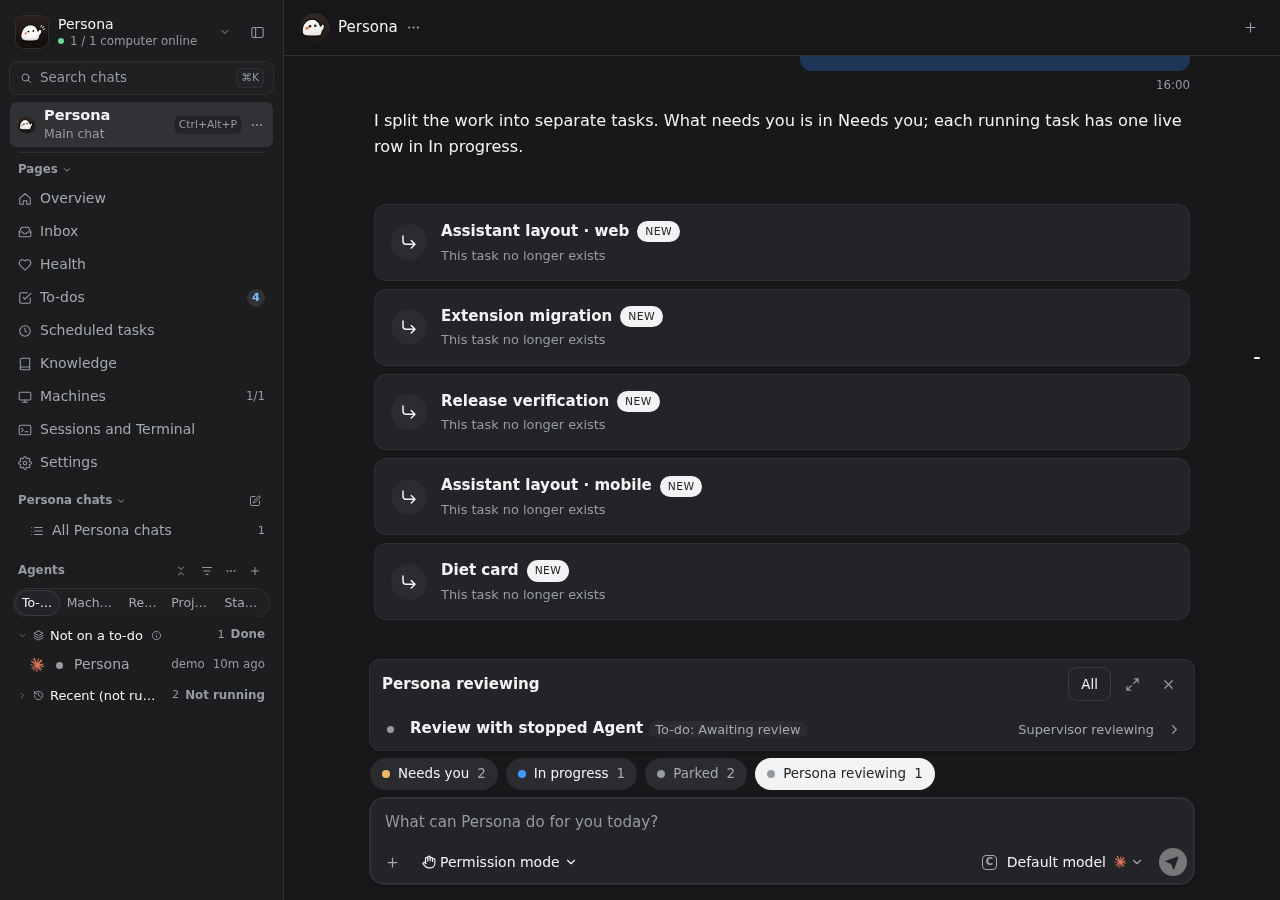 Persona
1 / 1 computer online
Search chats
⌘K
Persona
Main chat
Ctrl+Alt+P
Pages
Overview
Inbox
Health
To-dos
4
Scheduled tasks
Knowledge
Machines
1/1
Sessions and Terminal
Settings
Persona chats
All Persona chats
1
Agents
To-...
Mach...
Re...
Proj...
Sta...
Not on a to-do
1 Done
Persona
demo 10m ago
Recent (not ru...
2 Not running
Persona
16:00
I split the work into separate tasks. What needs you is in Needs you; each running task has one live
row in In progress.
Assistant layout · web NEW
This task no longer exists
Extension migration NEW
This task no longer exists
Release verification NEW
This task no longer exists
Assistant layout · mobile NEW
This task no longer exists
Diet card NEW
This task no longer exists
Persona reviewing
All
Review with stopped Agent To-do: Awaiting review
Supervisor reviewing
Needs you 2
In progress 1
Parked 2
Persona reviewing 1
What can Persona do for you today?
Permission mode
C
Default model